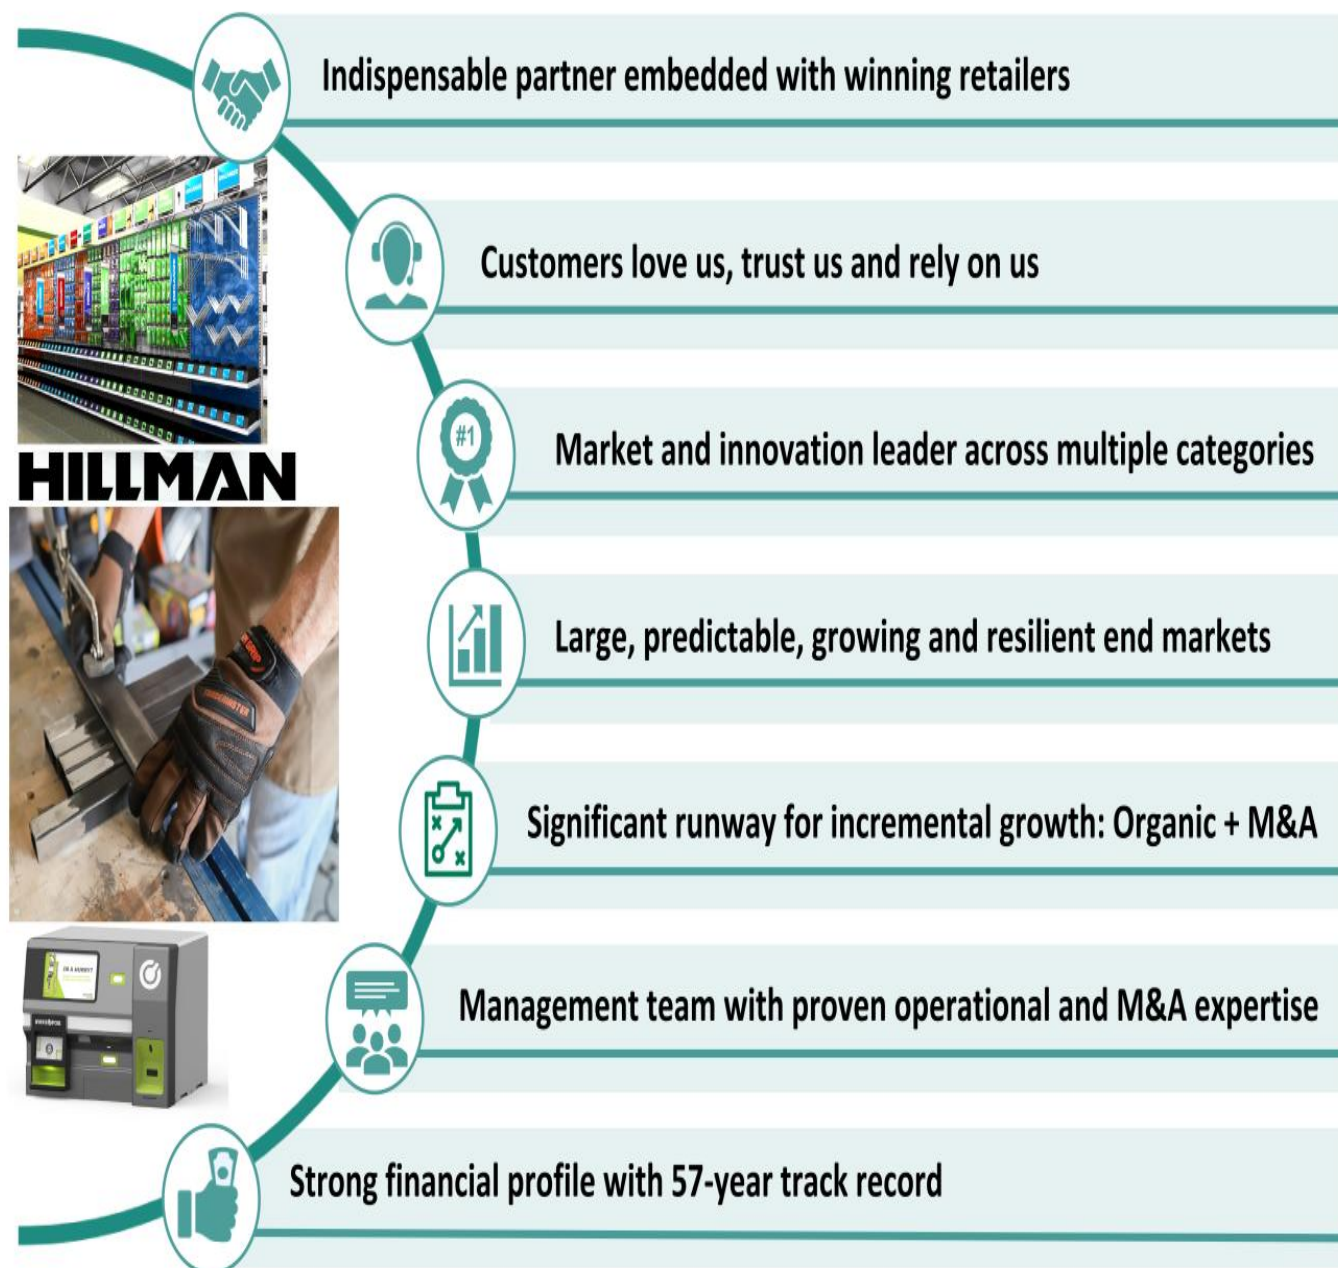 Indispensable partner embedded with winning retailers
Customers love us, trust us and rely on us
#1
Market and innovation leader across multiple categories
HILLMAN
Large, predictable, growing and resilient end markets
Significant runway for incremental growth: Organic + M&A
Management team with proven operational and M&A expertise
Strong financial profile with 57-year track record